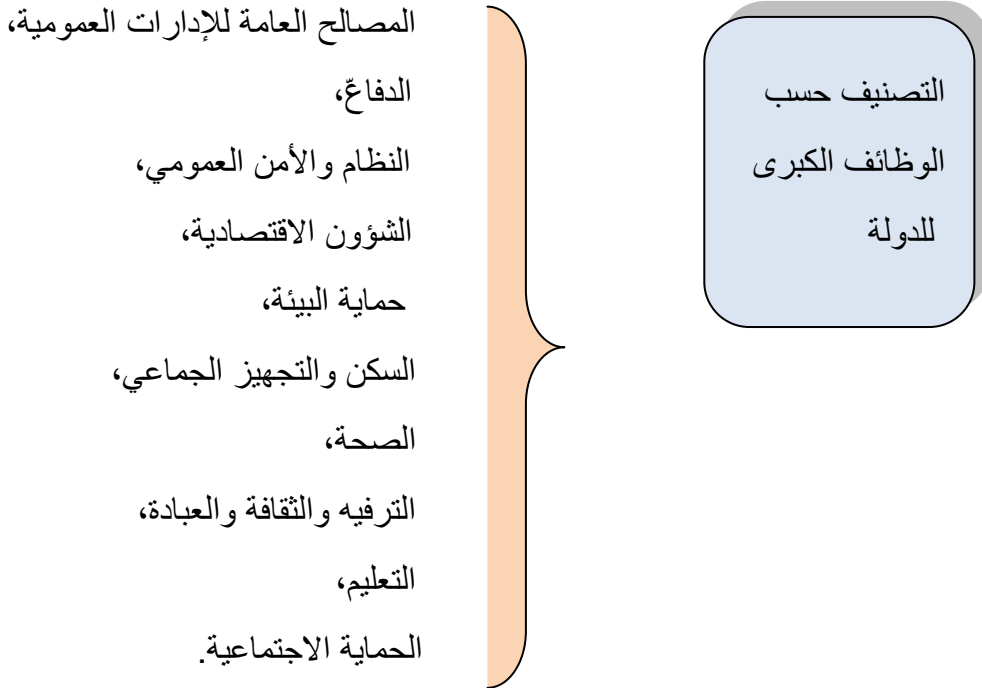 التصنيف حسب
الوظائف الكبرى
للدولة
المصالح العامة للإدارات العمومية،
الدفاعّ،
النظام والأمن العمومي،
الشؤون الاقتصادية،
حماية البيئة،
السكن والتجهيز الجماعي،
الصحة،
الترفيه والثقافة والعبادة،
التعليم،
الحماية الاجتماعية.